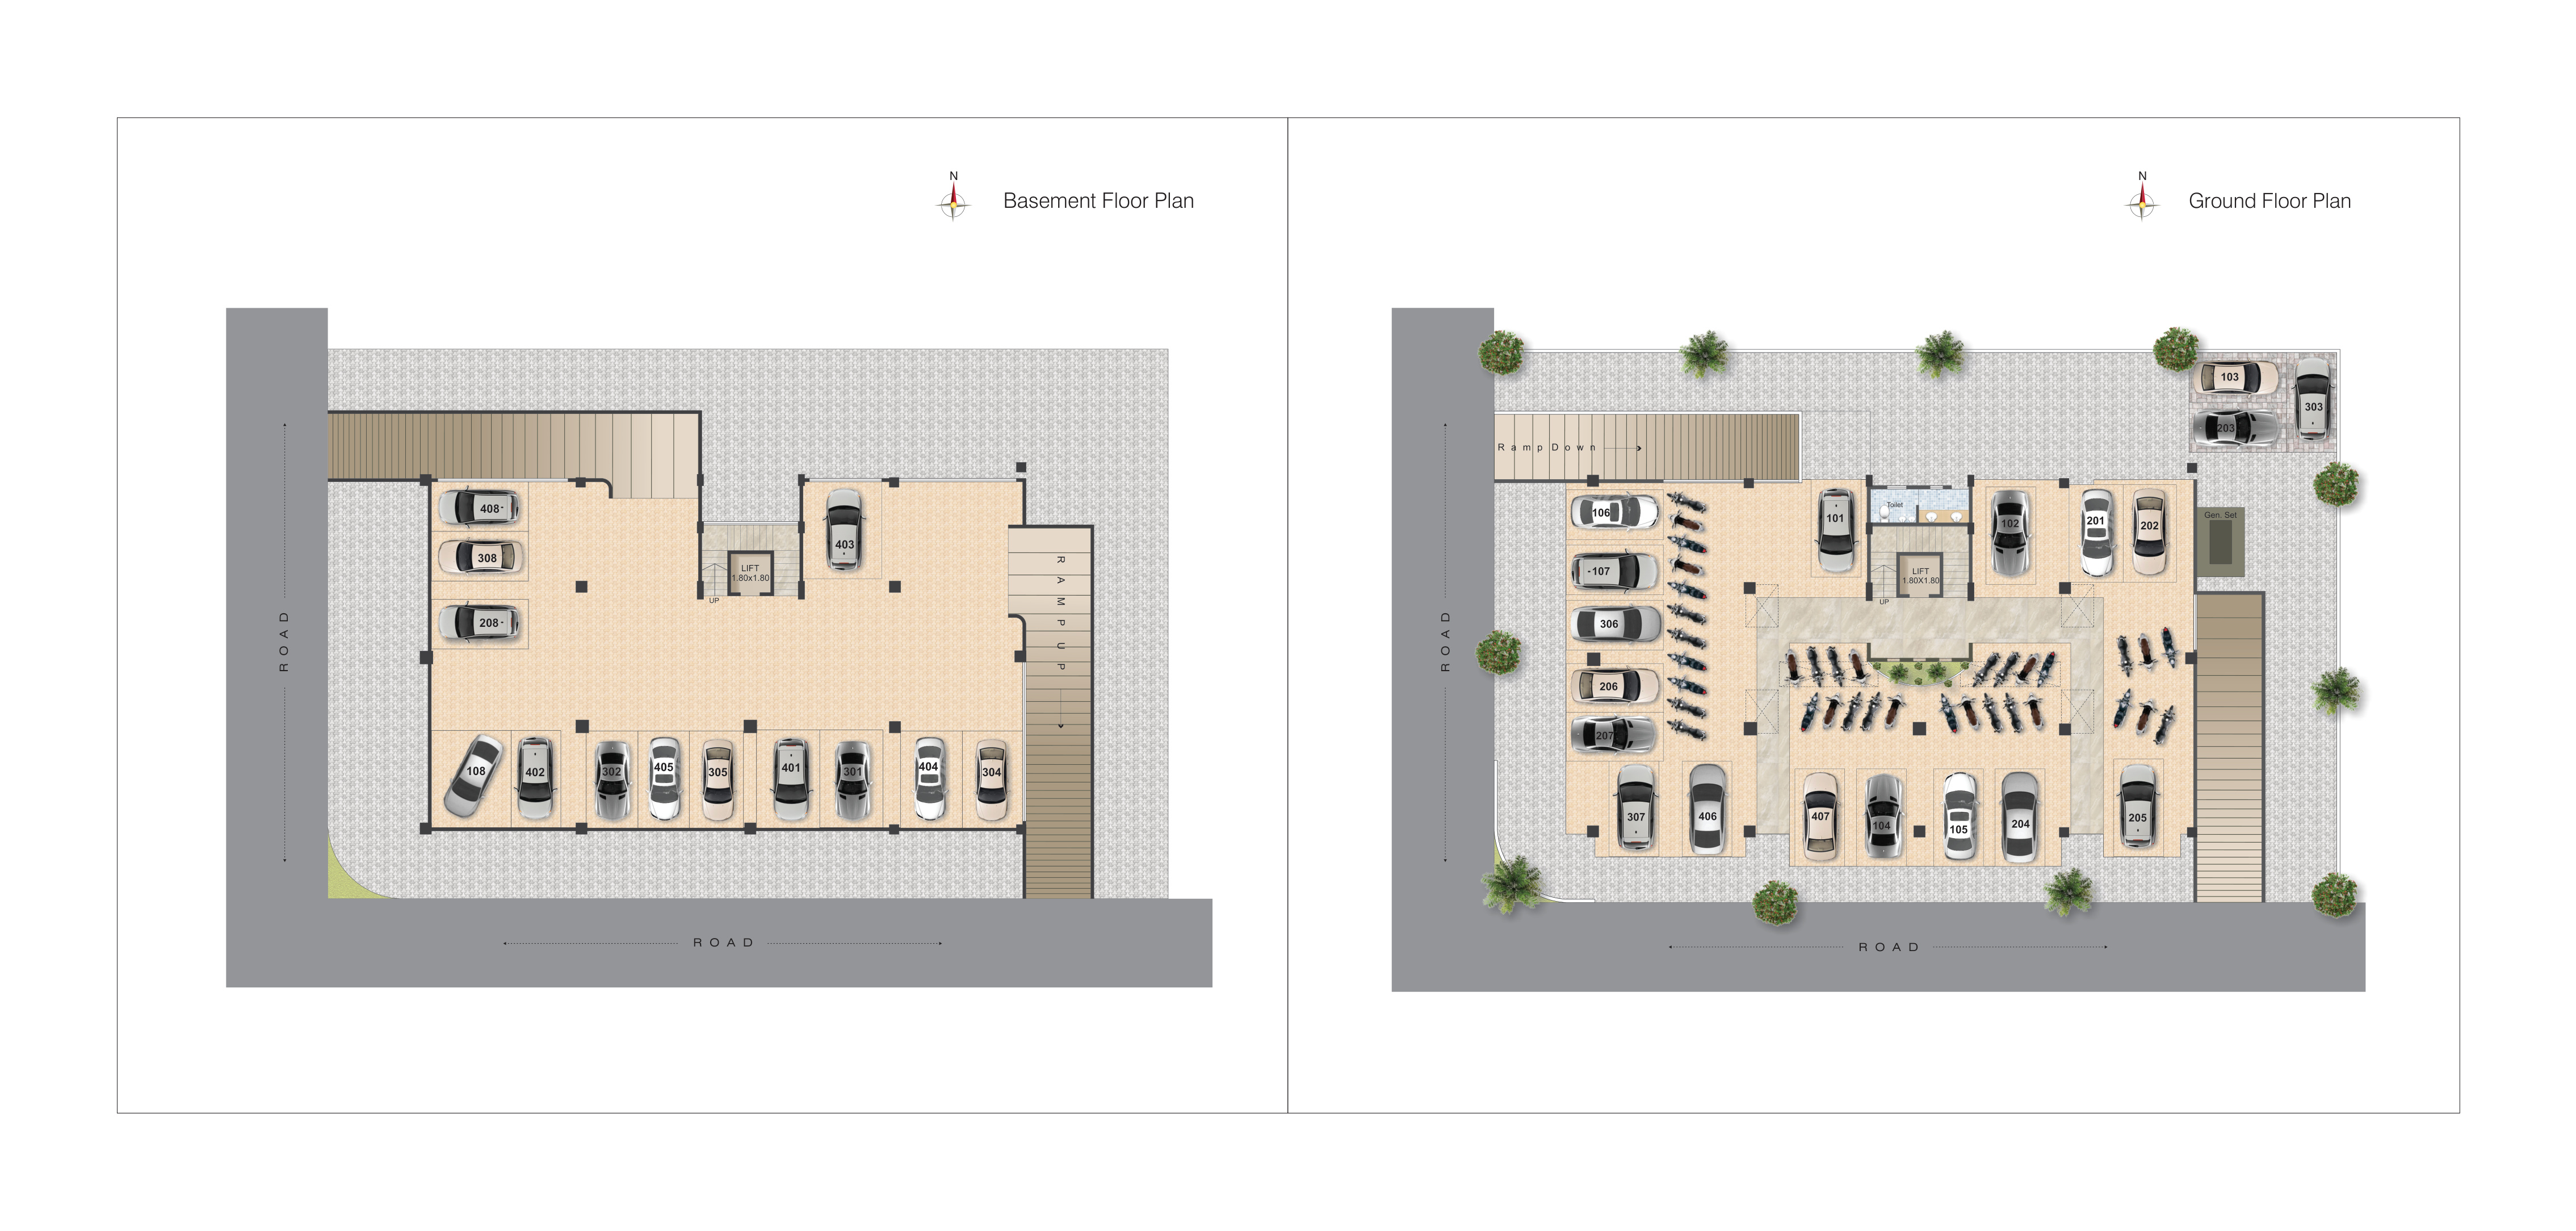 N
Basement Floor Plan
408
308
208
403
LIFT
1.80x1.80
UP
RAMP UP
ROAD
108
402
302
405
305
401
301
404
304
ROAD
N
Ground Floor Plan
103
303
203
Ramp Down
106
101
Toilet
102
201
202
Gen. Set
107
LIFT
1.80X1.80
UP
306
ROAD
206
207
307
406
407
104
105
204
205
ROAD